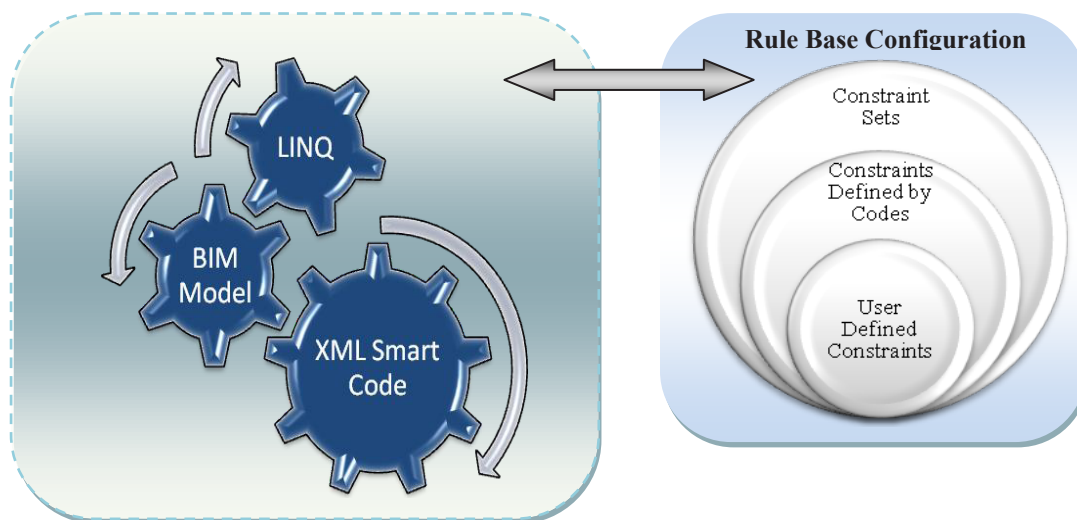 LINQ
BIM
Model
XML Smart
Code
Rule Base Configuration
Constraint
Sets
Constraints
Defined by
Codes
User
Defined
Constraints